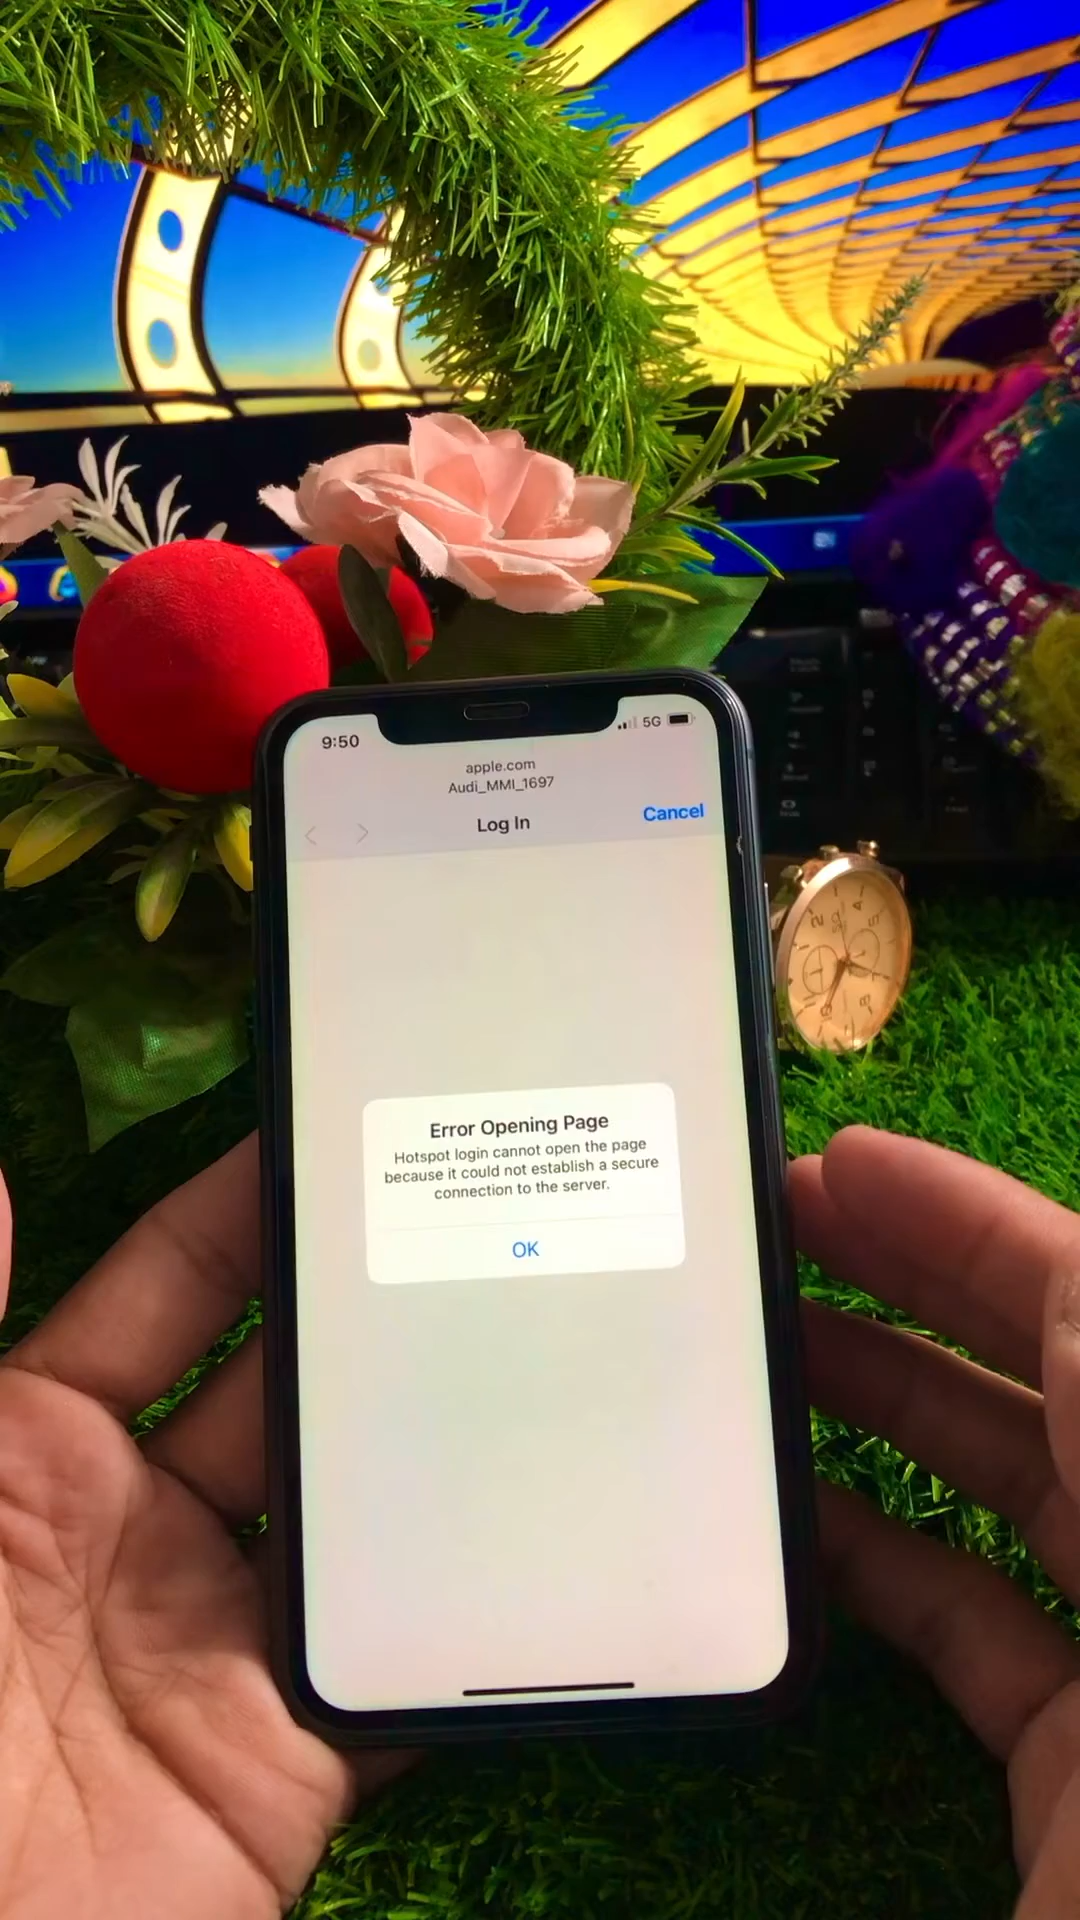 9:50
5G
apple.com
Audi_MMI_1697
Log In
Cancel
Error Opening Page
Hotspot login cannot open the page
because it could not establish a secure
connection to the server.
OK